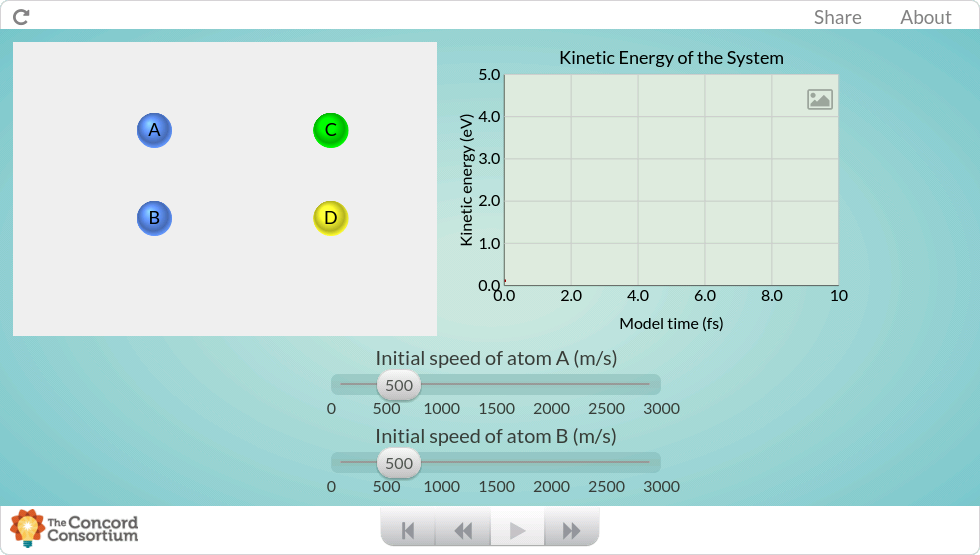 Share About
A C
B D
Kinetic Energy of the System
Kinetic energy (eV)
5.0
4.0
3.0
2.0
1.0
0.0
0.0 2.0 4.0 6.0 8.0 10
Model time (fs)
Initial speed of atom A (m/s)
500
0 500 1000 1500 2000 2500 3000
Initial speed of atom B (m/s)
500
0 500 1000 1500 2000 2500 3000
The Concord
Consortium